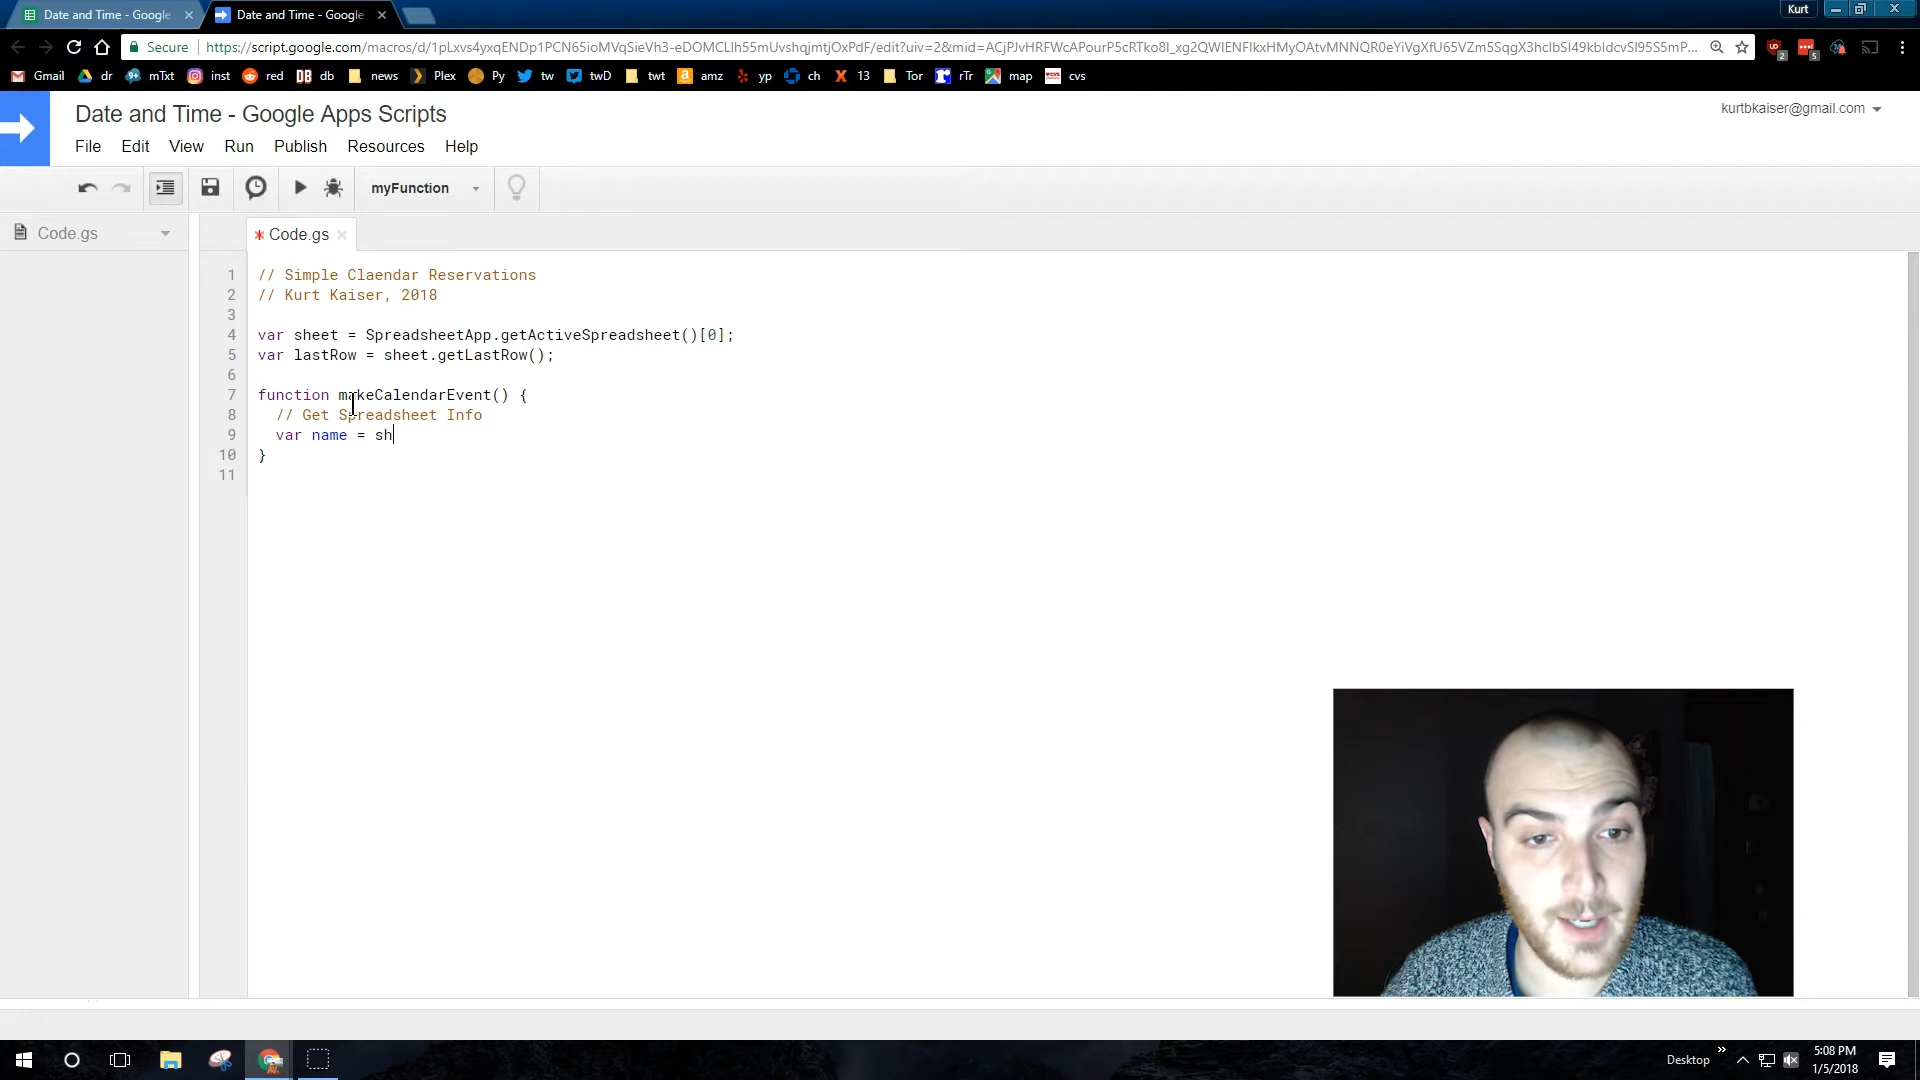 Date and Time - Google
Date and Time - Google
Kurt
Secure
https://script.google.com/macros/d/1pLxvs4yxqENDp1PCN65ioMVqSieVh3-eDOMCLIh55mUvshqjmtjOxPdF/edit?uiv=2&mid=ACjPJvHRFWcAPourP5cRTko8l_xg2QWIENFlkxHMyOAtvMNNQR0eYiVgXfU65VZm5SqgX3hclbSI49kbldcvSl95S5mP...
2
5
Gmail dr mTxt inst red db news Plex Py tw twD twt amz yp ch 13 Tor rTr map cvs
Date and Time - Google Apps Scripts
kurtbkaiser@gmail.com
File Edit View Run Publish Resources Help
myFunction
Code.gs
* Code.gs
1 // Simple Claendar Reservations
2 // Kurt Kaiser, 2018
3
4 var sheet = SpreadsheetApp.getActiveSpreadsheet()[0];
5 var lastRow = sheet.getLastRow();
6
7 function makeCalendarEvent() {
8 // Get Spreadsheet Info
9 var name = sh
10 }
11
Desktop
5:08 PM
1/5/2018